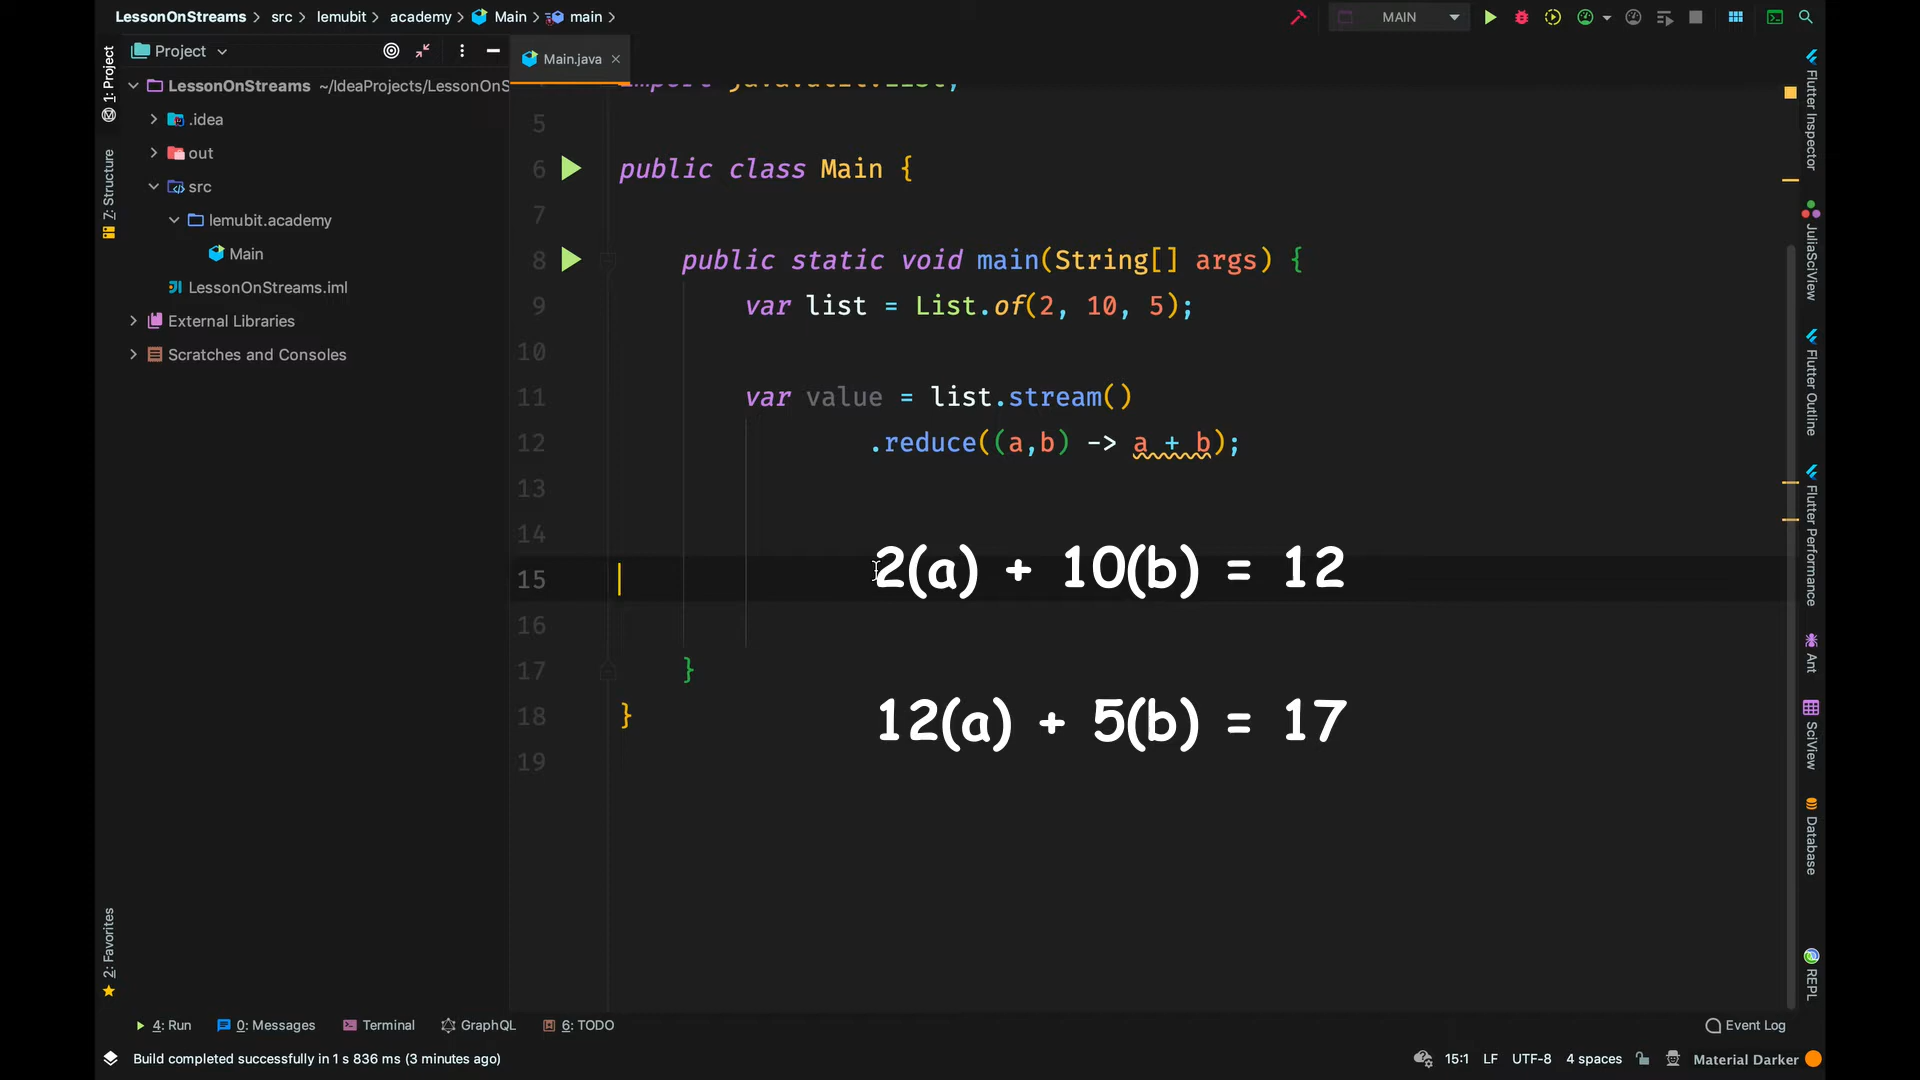 LessonOnStreams > src > lemubit > academy > Main > main >
MAIN
1: Project
7: Structure
2: Favorites
Project
LessonOnStreams ~/IdeaProjects/LessonOnS
.idea
out
src
lemubit.academy
Main
LessonOnStreams.iml
External Libraries
Scratches and Consoles
Main.java
import java.util.List;
5
6 public class Main {
7
8 public static void main(String[] args) {
9 var list = List.of(2, 10, 5);
10
11 var value = list.stream()
12 .reduce((a,b) -> a + b);
13
14
15
16
17 }
18 }
19
2(a) + 10(b) = 12
12(a) + 5(b) = 17
Flutter Inspector
JuliaSciView
Flutter Outline
Flutter Performance
Ant
SciView
Database
REPL
4: Run
0: Messages
Terminal
GraphQL
6: TODO
Event Log
Build completed successfully in 1 s 836 ms (3 minutes ago)
15:1 LF UTF-8 4 spaces
Material Darker